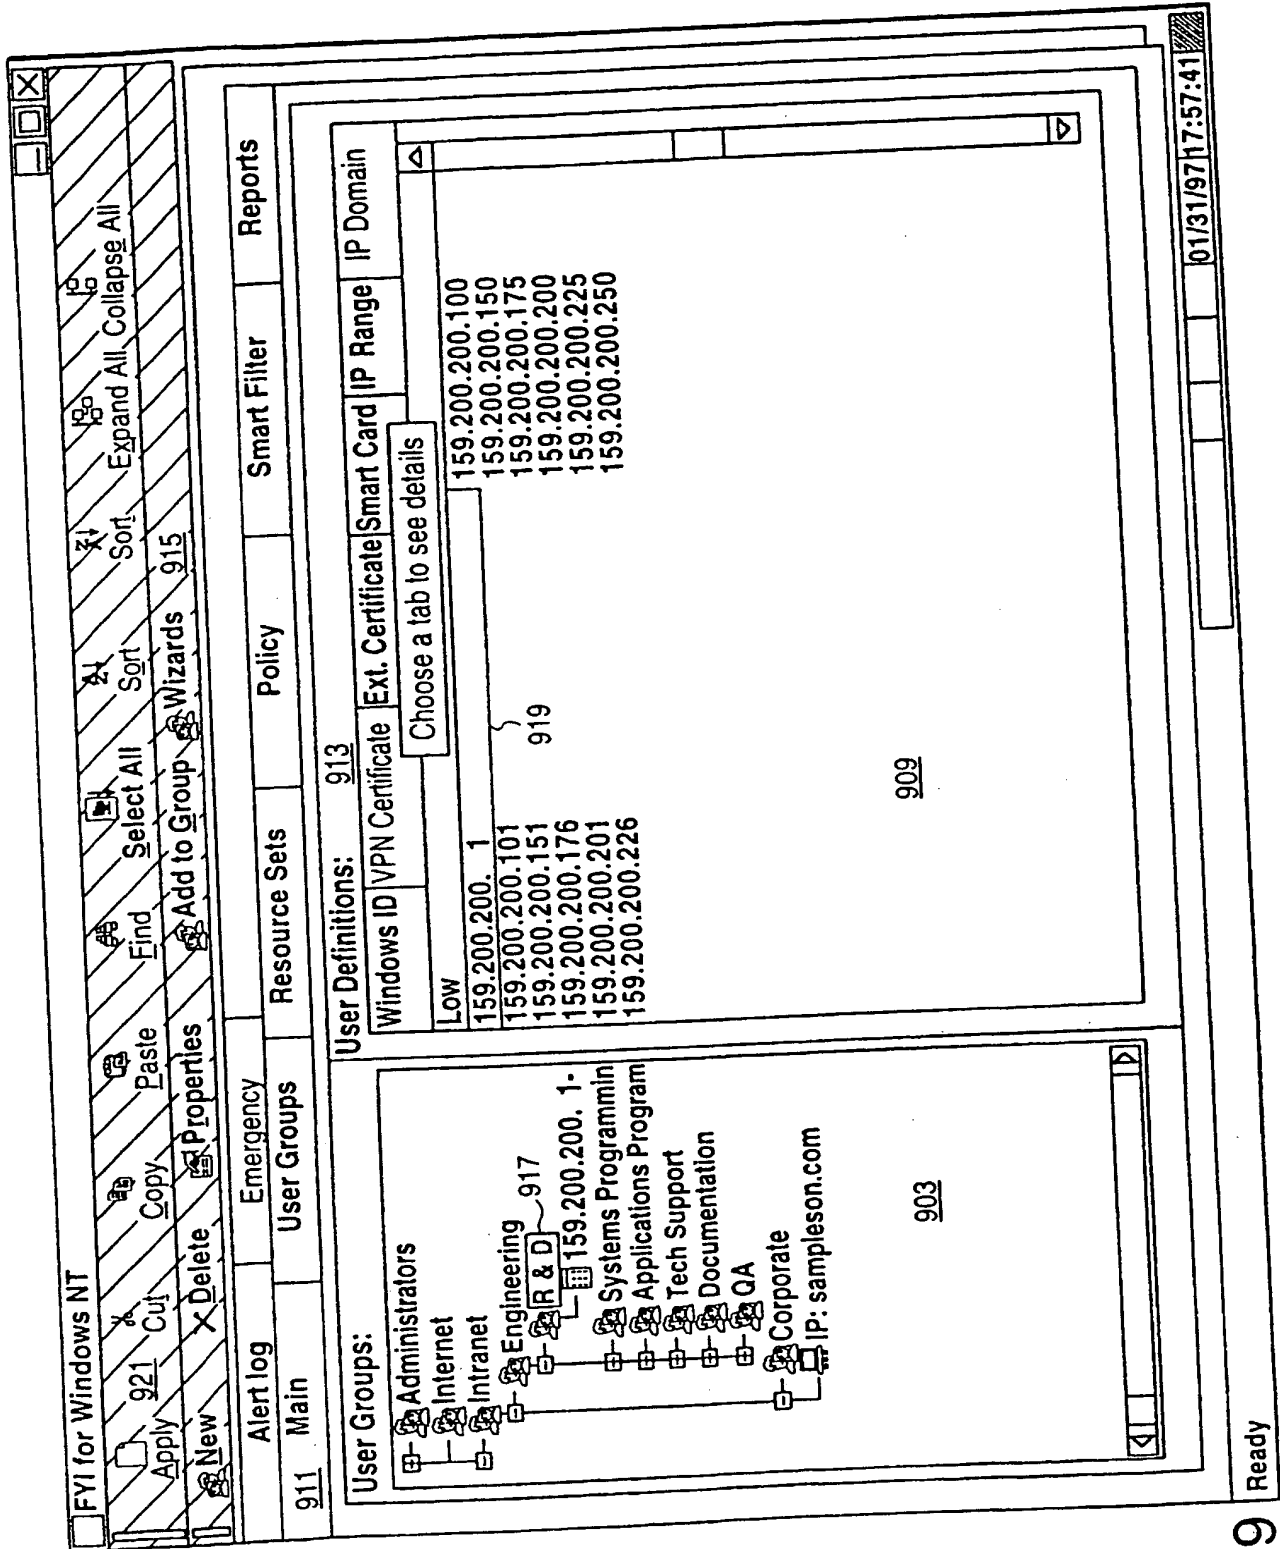 FYI for Windows NT
Apply 921 Cut Copy Paste Find Select All Sort Sort Expand All Collapse All
New Delete Properties Add to Group Wizards 915
Alert log Emergency
911 Main User Groups Resource Sets Policy Smart Filter Reports
User Groups:
Administrators
Internet
Intranet
Engineering
R & D 917
159.200.200. 1-
Systems Programmin
Applications Program
Tech Support
Documentation
QA
Corporate
IP: sampleson.com
903
User Definitions: 913
Windows ID VPN Certificate Ext. Certificate Smart Card IP Range IP Domain
Choose a tab to see details
Low
159.200.200. 1 159.200.200.100
159.200.200.101 159.200.200.150
159.200.200.151 159.200.200.175
159.200.200.176 159.200.200.200
159.200.200.201 159.200.200.225
159.200.200.226 159.200.200.250
919
909
Ready 01/31/97 17:57:41
9